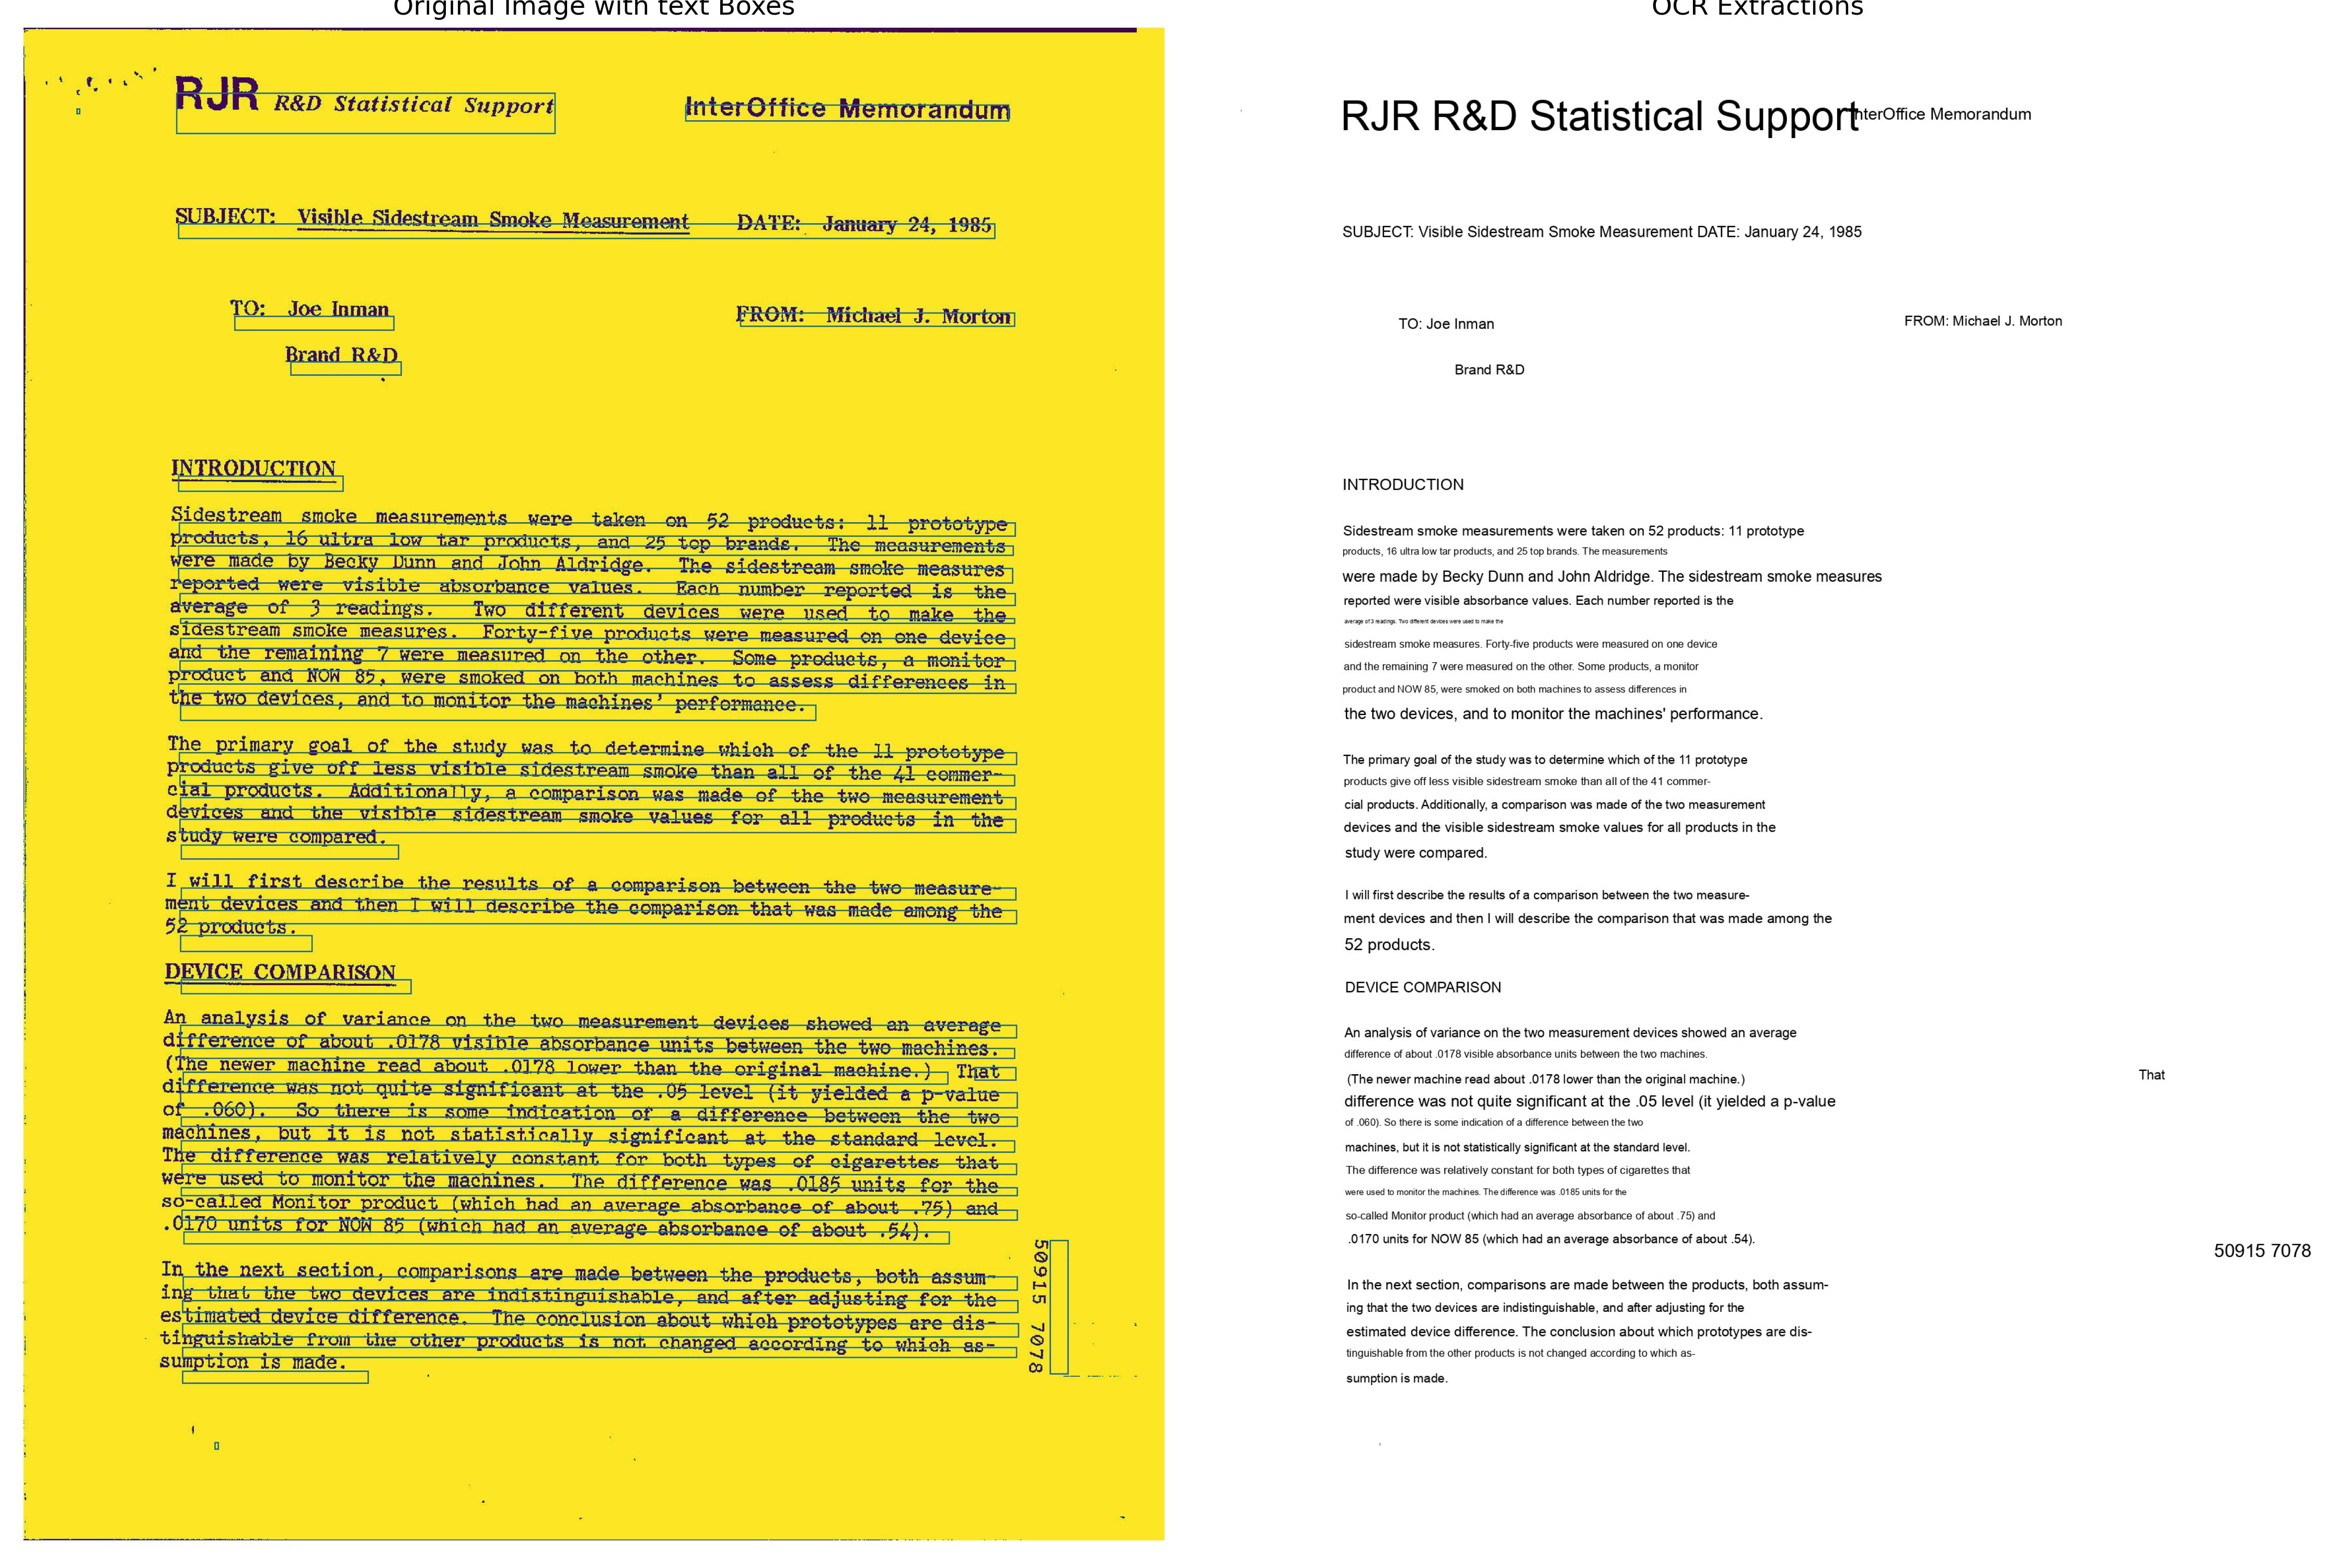 Original Image with text Boxes
RJR R&D Statistical Support InterOffice Memorandum
SUBJECT: Visible Sidestream Smoke Measurement DATE: January 24, 1985
TO: Joe Inman FROM: Michael J. Morton
Brand R&D
INTRODUCTION
Sidestream smoke measurements were taken on 52 products: 11 prototype
products, 16 ultra low tar products, and 25 top brands. The measurements
were made by Becky Dunn and John Aldridge. The sidestream smoke measures
reported were visible absorbance values. Each number reported is the
average of 3 readings. Two different devices were used to make the
sidestream smoke measures. Forty-five products were measured on one device
and the remaining 7 were measured on the other. Some products, a monitor
product and NOW 85, were smoked on both machines to assess differences in
the two devices, and to monitor the machines' performance.
The primary goal of the study was to determine which of the 11 prototype
products give off less visible sidestream smoke than all of the 41 commer-
cial products. Additionally, a comparison was made of the two measurement
devices and the visible sidestream smoke values for all products in the
study were compared.
I will first describe the results of a comparison between the two measure-
ment devices and then I will describe the comparison that was made among the
52 products.
DEVICE COMPARISON
An analysis of variance on the two measurement devices showed an average
difference of about .0178 visible absorbance units between the two machines.
(The newer machine read about .0178 lower than the original machine.) That
difference was not quite significant at the .05 level (it yielded a p-value
of .060). So there is some indication of a difference between the two
machines, but it is not statistically significant at the standard level.
The difference was relatively constant for both types of cigarettes that
were used to monitor the machines. The difference was .0185 units for the
so-called Monitor product (which had an average absorbance of about .75) and
.0170 units for NOW 85 (which had an average absorbance of about .54).
In the next section, comparisons are made between the products, both assum-
ing that the two devices are indistinguishable, and after adjusting for the
estimated device difference. The conclusion about which prototypes are dis-
tinguishable from the other products is not changed according to which as-
sumption is made.
50915 7078
OCR Extractions
RJR R&D Statistical Support
nterOffice Memorandum
SUBJECT: Visible Sidestream Smoke Measurement DATE: January 24, 1985
TO: Joe Inman
FROM: Michael J. Morton
Brand R&D
INTRODUCTION
Sidestream smoke measurements were taken on 52 products: 11 prototype
products, 16 ultra low tar products, and 25 top brands. The measurements
were made by Becky Dunn and John Aldridge. The sidestream smoke measures
reported were visible absorbance values. Each number reported is the
average of 3 readings. Two different devices were used to make the
sidestream smoke measures. Forty-five products were measured on one device
and the remaining 7 were measured on the other. Some products, a monitor
product and NOW 85, were smoked on both machines to assess differences in
the two devices, and to monitor the machines' performance.
The primary goal of the study was to determine which of the 11 prototype
products give off less visible sidestream smoke than all of the 41 commer-
cial products. Additionally, a comparison was made of the two measurement
devices and the visible sidestream smoke values for all products in the
study were compared.
I will first describe the results of a comparison between the two measure-
ment devices and then I will describe the comparison that was made among the
52 products.
DEVICE COMPARISON
An analysis of variance on the two measurement devices showed an average
difference of about .0178 visible absorbance units between the two machines.
(The newer machine read about .0178 lower than the original machine.)
That
difference was not quite significant at the .05 level (it yielded a p-value
of .060). So there is some indication of a difference between the two
machines, but it is not statistically significant at the standard level.
The difference was relatively constant for both types of cigarettes that
were used to monitor the machines. The difference was .0185 units for the
so-called Monitor product (which had an average absorbance of about .75) and
.0170 units for NOW 85 (which had an average absorbance of about .54).
50915 7078
In the next section, comparisons are made between the products, both assum-
ing that the two devices are indistinguishable, and after adjusting for the
estimated device difference. The conclusion about which prototypes are dis-
tinguishable from the other products is not changed according to which as-
sumption is made.